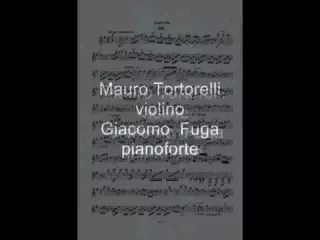 Mauro Tortorelli
violino
Giacomo Fuga
pianoforte